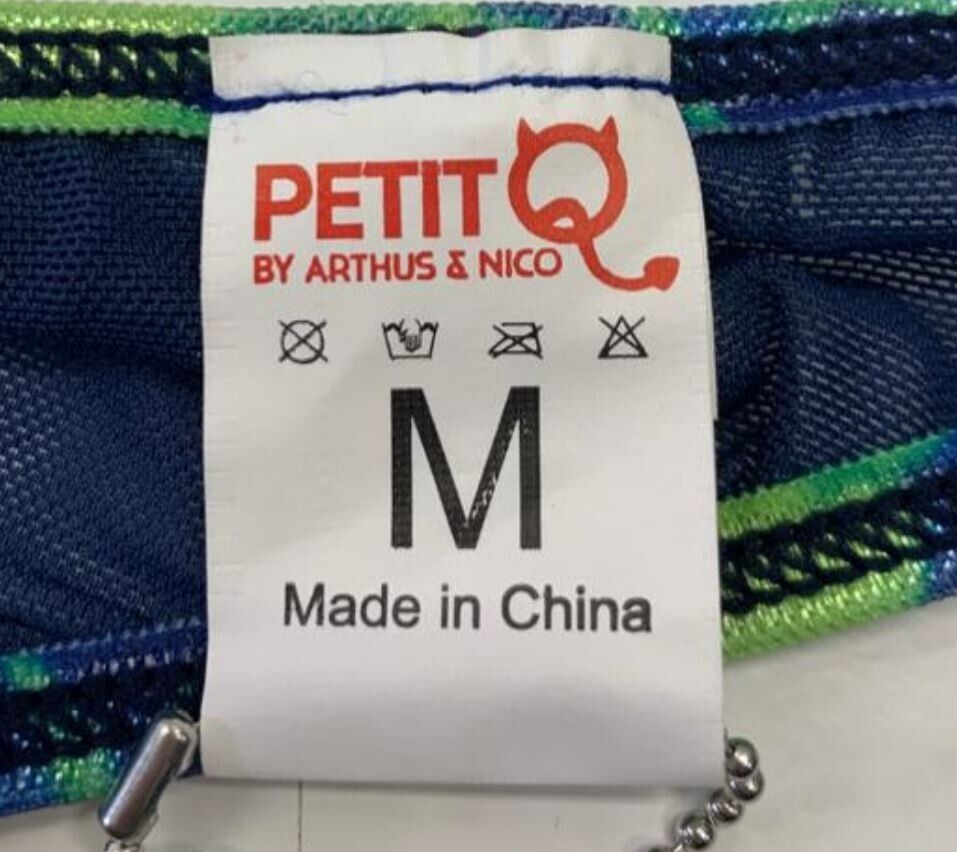 PETIT Q
BY ARTHUS & NICO
M
Made in China